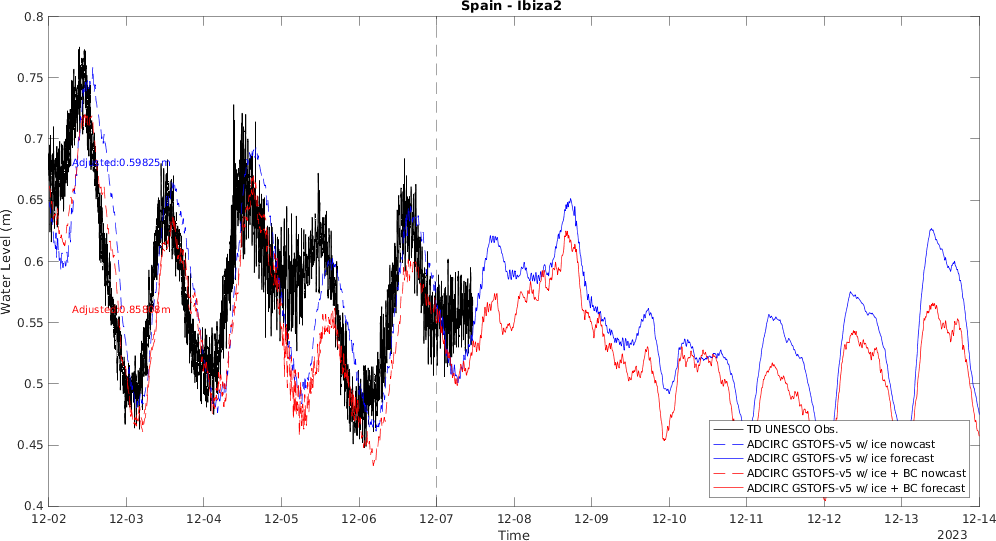 Spain - Ibiza2
0.8
0.75
0.7
0.65
0.6
0.55
0.5
0.45
0.4
Water Level (m)
Adjusted:0.59825m
Adjusted:0.85808m
TD UNESCO Obs.
ADCIRC GSTOFS-v5 w/ ice nowcast
ADCIRC GSTOFS-v5 w/ ice forecast
ADCIRC GSTOFS-v5 w/ ice + BC nowcast
ADCIRC GSTOFS-v5 w/ ice + BC forecast
12-02 12-03 12-04 12-05 12-06 12-07 12-08 12-09 12-10 12-11 12-12 12-13 12-14
Time
2023